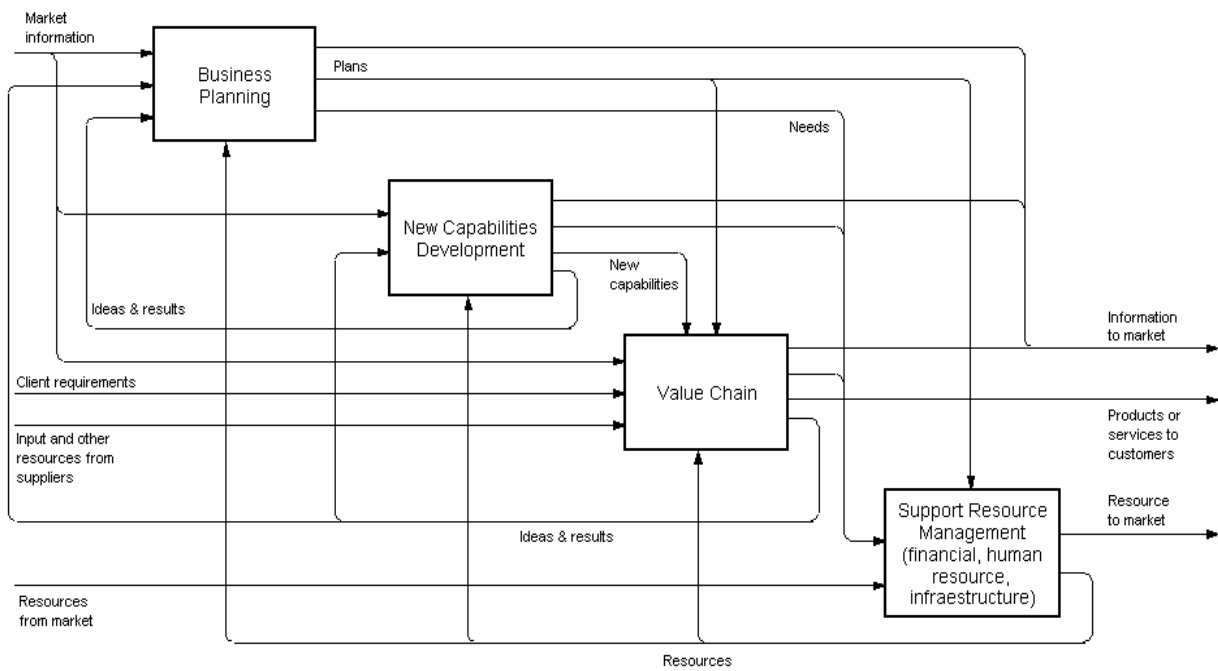 Market
information
Business
Planning
Plans
Needs
New Capabilities
Development
New
capabilities
Ideas & results
Information
to market
Client requirements
Value Chain
Input and other
resources from
suppliers
Products or
services to
customers
Support Resource
Management
(financial, human
resource,
infraestructure)
Resource
to market
Ideas & results
Resources
from market
Resources